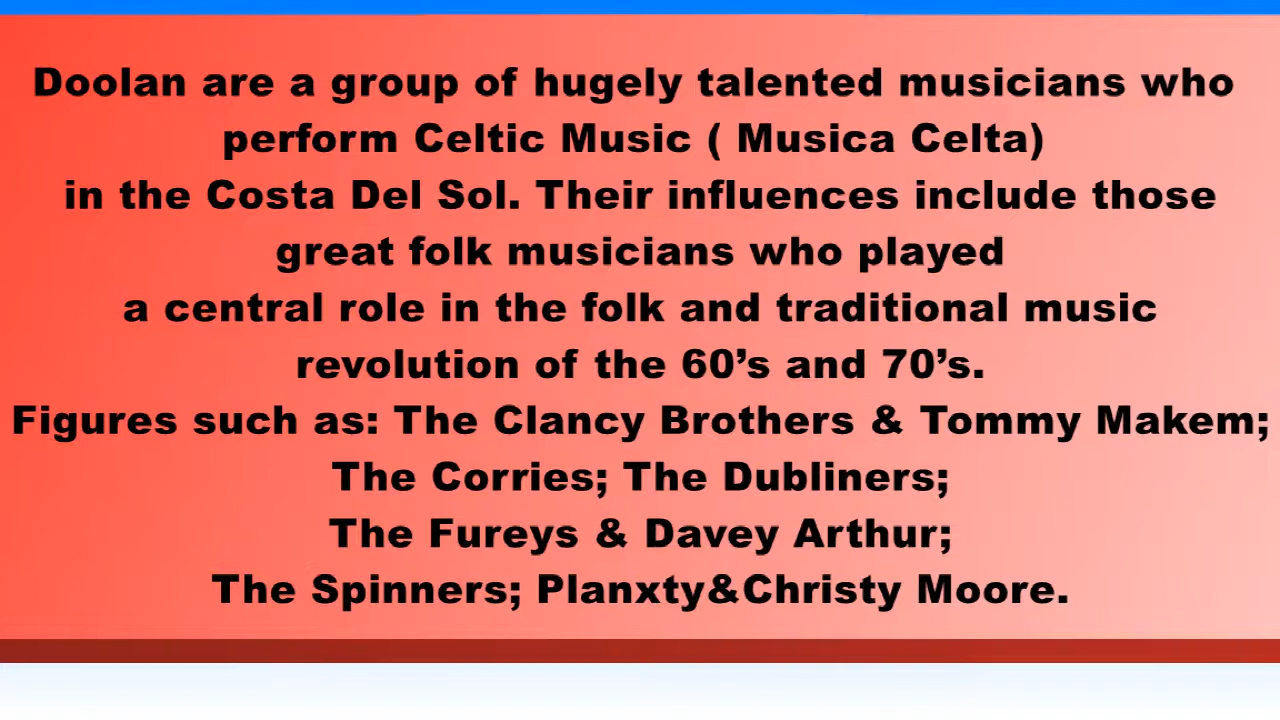 Doolan are a group of hugely talented musicians who
perform Celtic Music ( Musica Celta)
in the Costa Del Sol. Their influences include those
great folk musicians who played
a central role in the folk and traditional music
revolution of the 60’s and 70’s.
Figures such as: The Clancy Brothers & Tommy Makem;
The Corries; The Dubliners;
The Fureys & Davey Arthur;
The Spinners; Planxty&Christy Moore.